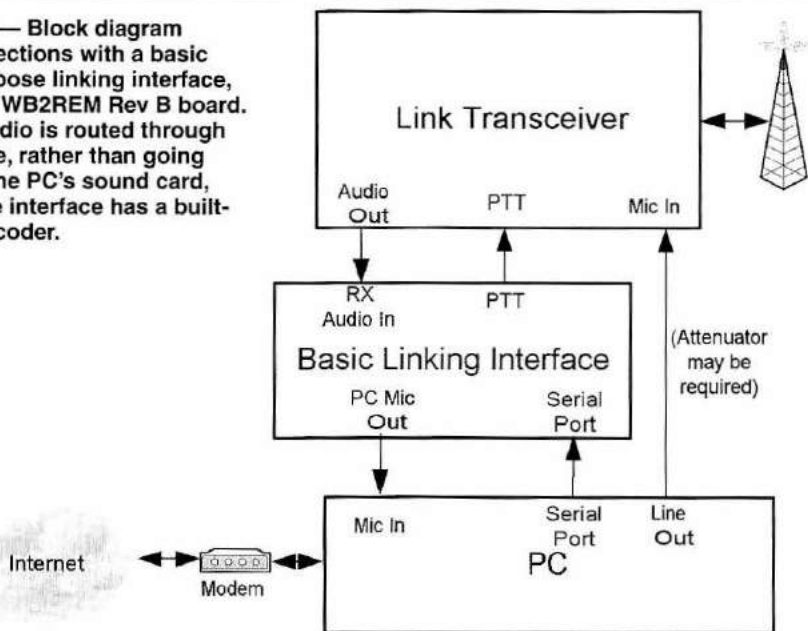 — Block diagram
ections with a basic
pose linking interface,
WB2REM Rev B board.
dio is routed through
e, rather than going
ne PC's sound card,
e interface has a built-
coder.
Link Transceiver
Audio
Out
PTT
Mic In
RX
Audio In
PTT
Basic Linking Interface
PC Mic
Out
Serial
Port
(Attenuator
may be
required)
Mic In
Serial
Port
Line
Out
PC
Internet
Modem